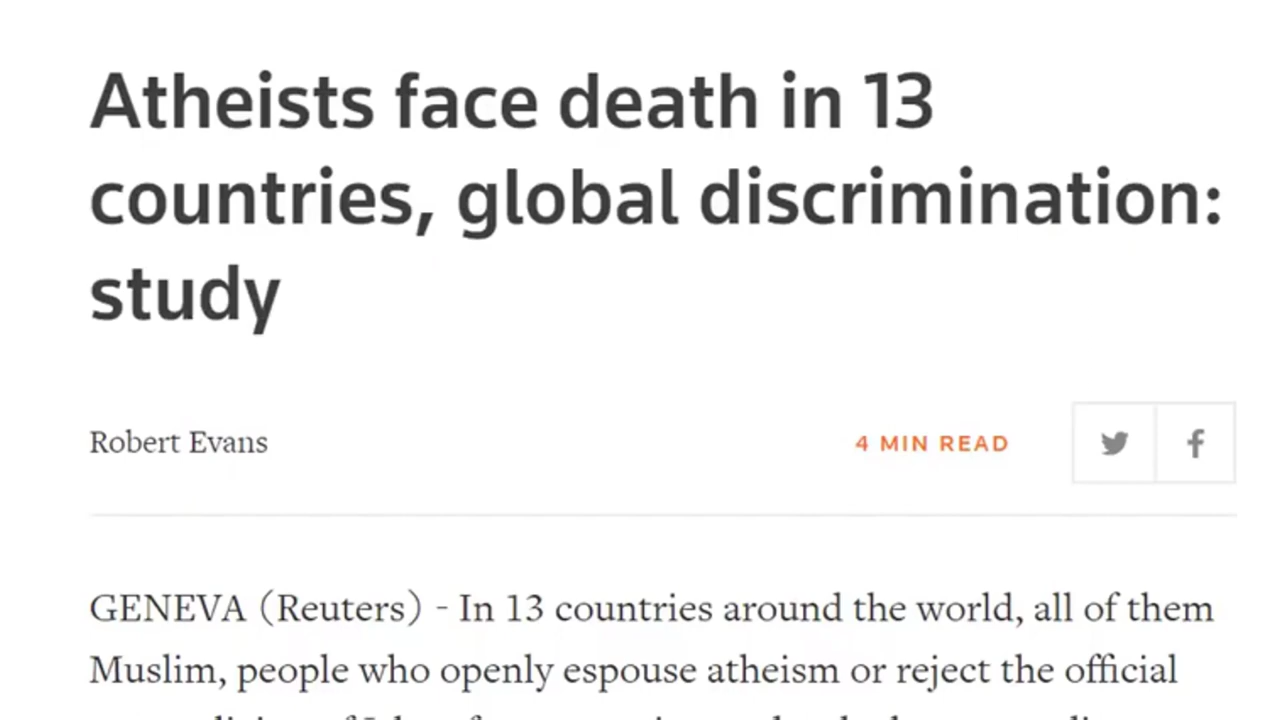 Atheists face death in 13
countries, global discrimination:
study
Robert Evans
4 MIN READ
GENEVA (Reuters) - In 13 countries around the world, all of them
Muslim, people who openly espouse atheism or reject the official